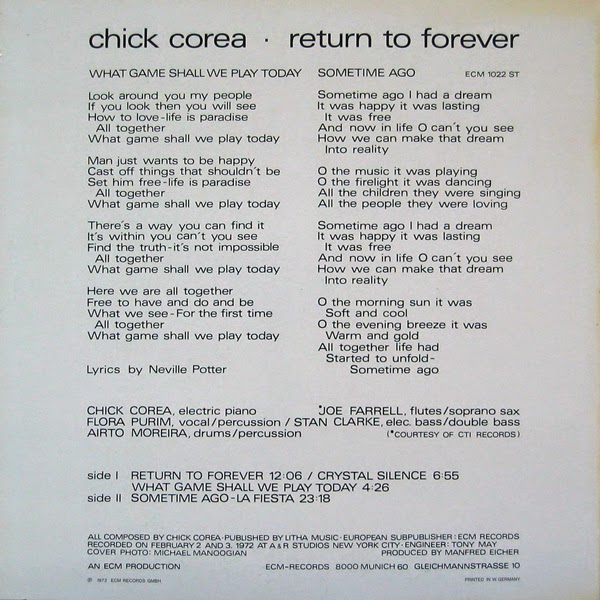 chick corea · return to forever
WHAT GAME SHALL WE PLAY TODAY
Look around you my people
If you look then you will see
How to love-life is paradise
All together
What game shall we play today
Man just wants to be happy
Cast off things that shouldn't be
Set him free-life is paradise
All together
What game shall we play today
There's a way you can find it
It's within you can't you see
Find the truth-it's not impossible
All together
What game shall we play today
Here we are all together
Free to have and do and be
What we see-For the first time
All together
What game shall we play today
Lyrics by Neville Potter
SOMETIME AGO ECM 1022 ST
Sometime ago I had a dream
It was happy it was lasting
It was free
And now in life O can't you see
How we can make that dream
Into reality
O the music it was playing
O the firelight it was dancing
All the children they were singing
All the people they were loving
Sometime ago I had a dream
It was happy it was lasting
It was free
And now in life O can't you see
How we can make that dream
Into reality
O the morning sun it was
Soft and cool
O the evening breeze it was
Warm and gold
All together life had
Started to unfold-
Sometime ago
CHICK COREA, electric piano *JOE FARRELL, flutes/soprano sax
FLORA PURIM, vocal/percussion / STAN CLARKE, elec. bass/double bass
AIRTO MOREIRA, drums/percussion (*COURTESY OF CTI RECORDS)
side I RETURN TO FOREVER 12:06 / CRYSTAL SILENCE 6:55
WHAT GAME SHALL WE PLAY TODAY 4:26
side II SOMETIME AGO-LA FIESTA 23:18
ALL COMPOSED BY CHICK COREA·PUBLISHED BY LITHA MUSIC·EUROPEAN SUBPUBLISHER:ECM RECORDS
RECORDED ON FEBRUARY 2 AND 3, 1972 AT A&R STUDIOS NEW YORK CITY·ENGINEER: TONY MAY
COVER PHOTO: MICHAEL MANOOGIAN PRODUCED BY MANFRED EICHER
AN ECM PRODUCTION ECM-RECORDS 8000 MUNICH 60 GLEICHMANNSTRASSE 10
℗ 1972 ECM RECORDS GMBH PRINTED IN W. GERMANY